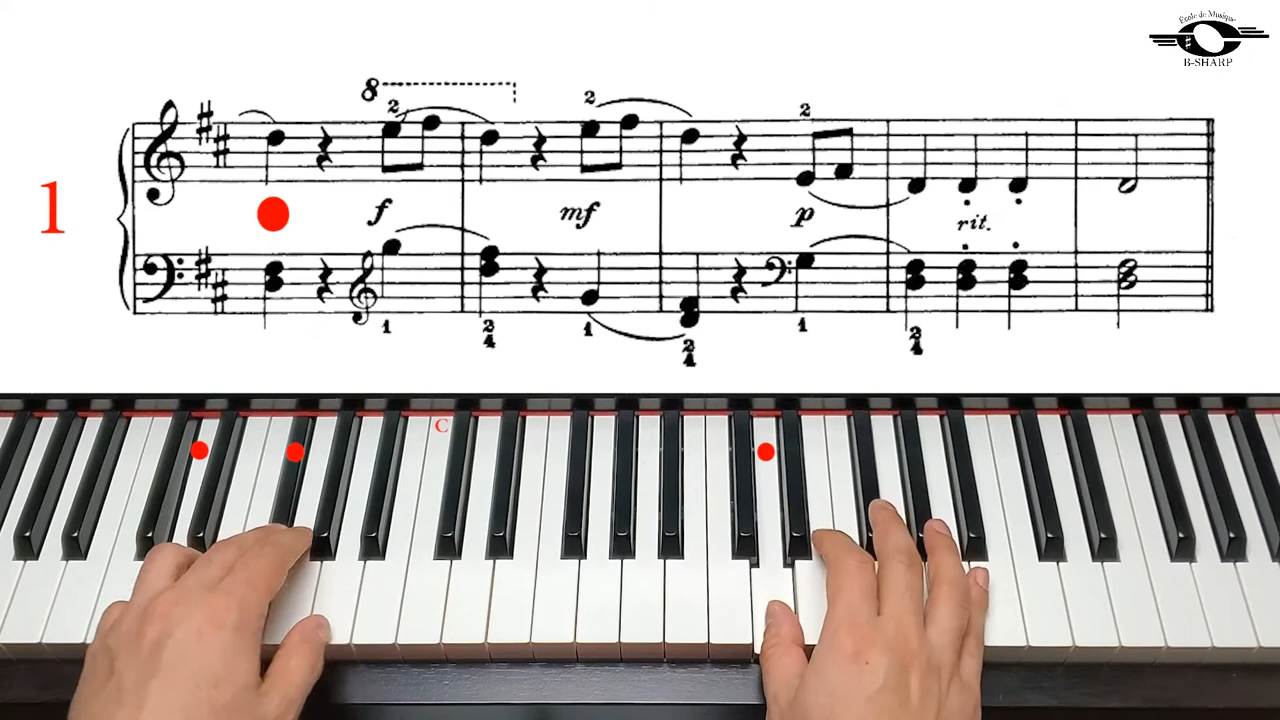 École de Musique
B-SHARP
8
2 2 2
1
f mf p rit.
1 2 1 2 1 2
4 4 4
C